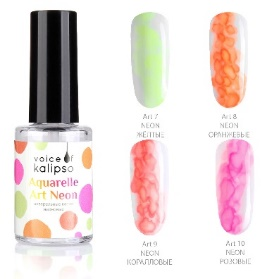 voice of
kalipso
Aquarelle
Art Neon
Art 7
NEON
ЖЁЛТЫЕ
Art 8
NEON
ОРАНЖЕВЫЕ
Art 9
NEON
КОРАЛЛОВЫЕ
Art 10
NEON
РОЗОВЫЕ